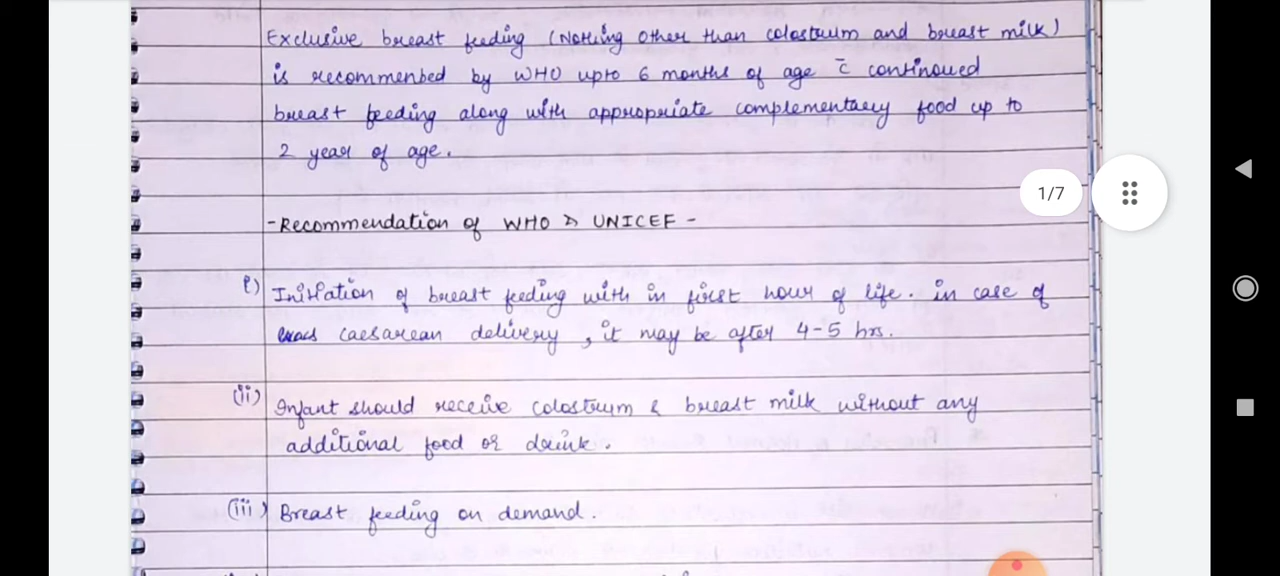 Exclusive breast feeding (Nothing other than colostrum and breast milk)
is recommenbed by WHO upto 6 months of age c̄ continoued
breast feeding along with appropriate complementary food up to
2 year of age.
1/7
- Recommendation of WHO & UNICEF -
i) Initiation of breast feeding with in first hour of life. in case of
caesarean delivery, it may be after 4-5 hrs.
(ii) Infant should receive colostrum & breast milk without any
additional food or drink.
(iii) Breast feeding on demand.